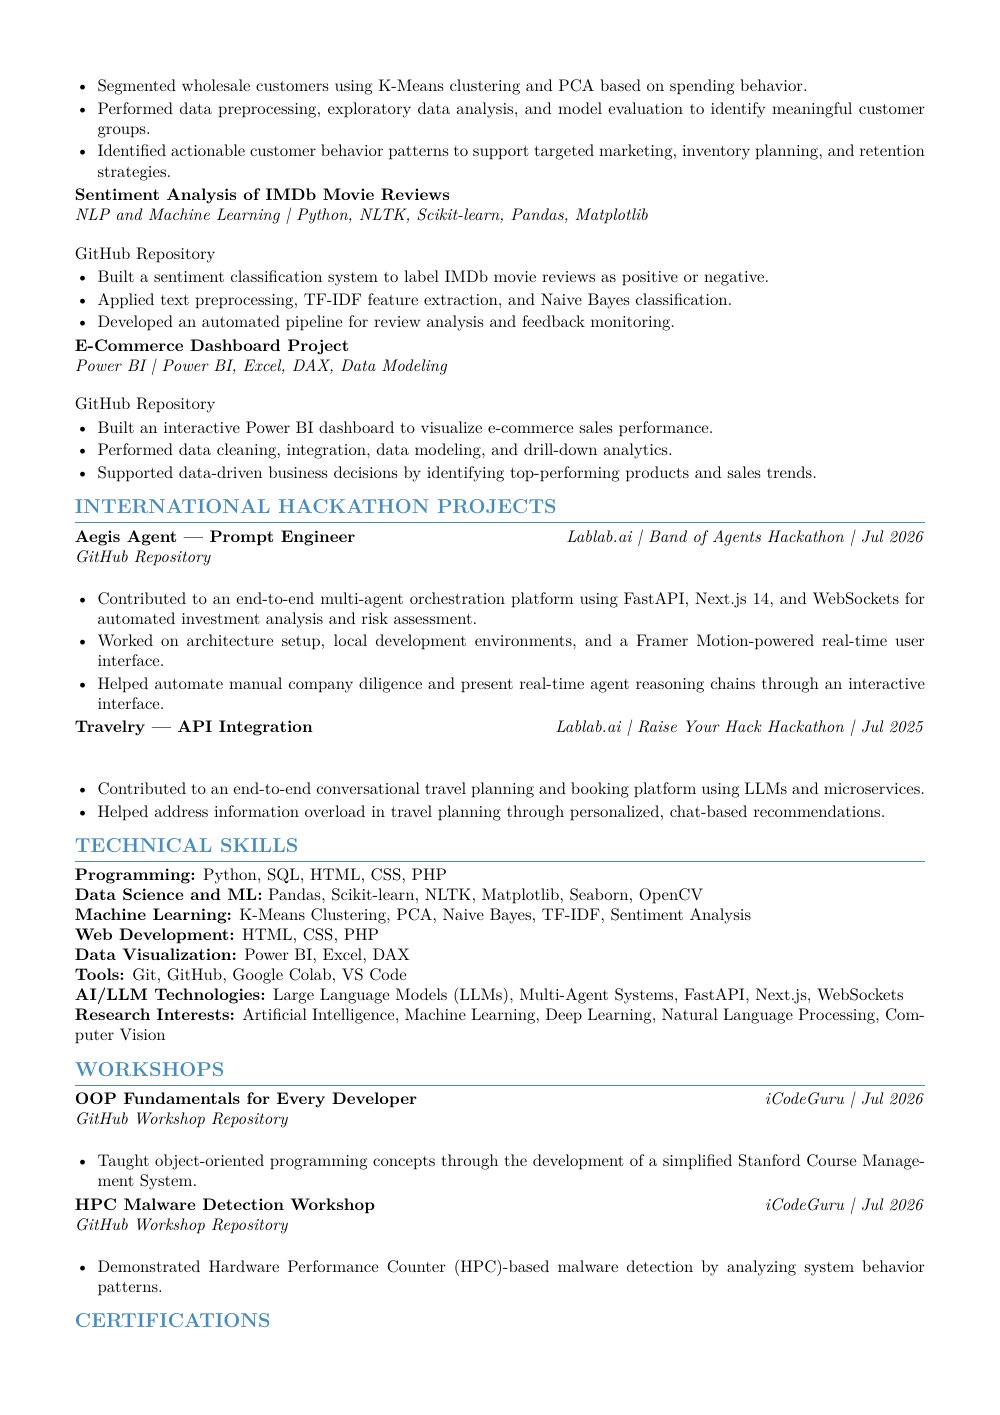 • Segmented wholesale customers using K-Means clustering and PCA based on spending behavior.
• Performed data preprocessing, exploratory data analysis, and model evaluation to identify meaningful customer
groups.
• Identified actionable customer behavior patterns to support targeted marketing, inventory planning, and retention
strategies.
Sentiment Analysis of IMDb Movie Reviews
NLP and Machine Learning | Python, NLTK, Scikit-learn, Pandas, Matplotlib
GitHub Repository
• Built a sentiment classification system to label IMDb movie reviews as positive or negative.
• Applied text preprocessing, TF-IDF feature extraction, and Naive Bayes classification.
• Developed an automated pipeline for review analysis and feedback monitoring.
E-Commerce Dashboard Project
Power BI | Power BI, Excel, DAX, Data Modeling
GitHub Repository
• Built an interactive Power BI dashboard to visualize e-commerce sales performance.
• Performed data cleaning, integration, data modeling, and drill-down analytics.
• Supported data-driven business decisions by identifying top-performing products and sales trends.
INTERNATIONAL HACKATHON PROJECTS
Aegis Agent — Prompt Engineer Lablab.ai | Band of Agents Hackathon | Jul 2026
GitHub Repository
• Contributed to an end-to-end multi-agent orchestration platform using FastAPI, Next.js 14, and WebSockets for
automated investment analysis and risk assessment.
• Worked on architecture setup, local development environments, and a Framer Motion-powered real-time user
interface.
• Helped automate manual company diligence and present real-time agent reasoning chains through an interactive
interface.
Travelry — API Integration Lablab.ai | Raise Your Hack Hackathon | Jul 2025
• Contributed to an end-to-end conversational travel planning and booking platform using LLMs and microservices.
• Helped address information overload in travel planning through personalized, chat-based recommendations.
TECHNICAL SKILLS
Programming: Python, SQL, HTML, CSS, PHP
Data Science and ML: Pandas, Scikit-learn, NLTK, Matplotlib, Seaborn, OpenCV
Machine Learning: K-Means Clustering, PCA, Naive Bayes, TF-IDF, Sentiment Analysis
Web Development: HTML, CSS, PHP
Data Visualization: Power BI, Excel, DAX
Tools: Git, GitHub, Google Colab, VS Code
AI/LLM Technologies: Large Language Models (LLMs), Multi-Agent Systems, FastAPI, Next.js, WebSockets
Research Interests: Artificial Intelligence, Machine Learning, Deep Learning, Natural Language Processing, Com-
puter Vision
WORKSHOPS
OOP Fundamentals for Every Developer iCodeGuru | Jul 2026
GitHub Workshop Repository
• Taught object-oriented programming concepts through the development of a simplified Stanford Course Manage-
ment System.
HPC Malware Detection Workshop iCodeGuru | Jul 2026
GitHub Workshop Repository
• Demonstrated Hardware Performance Counter (HPC)-based malware detection by analyzing system behavior
patterns.
CERTIFICATIONS